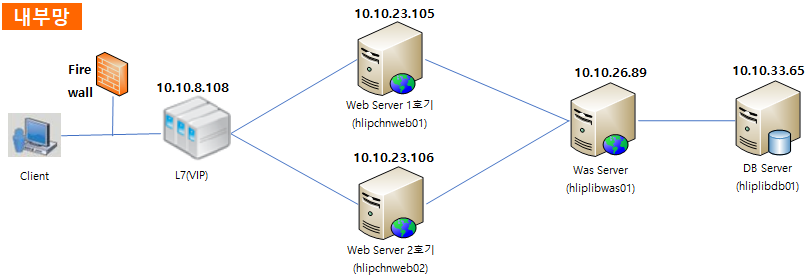 내부망
Fire
wall
Client
10.10.8.108
L7(VIP)
10.10.23.105
Web Server 1호기
(hlipchnweb01)
10.10.23.106
Web Server 2호기
(hlipchnweb02)
10.10.26.89
Was Server
(hliplibwas01)
10.10.33.65
DB Server
(hliplibdb01)